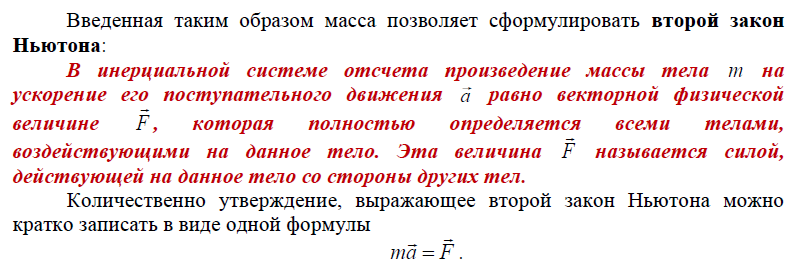 Введенная таким образом масса позволяет сформулировать второй закон
Ньютона:
В инерциальной системе отсчета произведение массы тела m на
ускорение его поступательного движения a⃗ равно векторной физической
величине F⃗, которая полностью определяется всеми телами,
воздействующими на данное тело. Эта величина F⃗ называется силой,
действующей на данное тело со стороны других тел.
Количественно утверждение, выражающее второй закон Ньютона можно
кратко записать в виде одной формулы
ma⃗ = F⃗ .